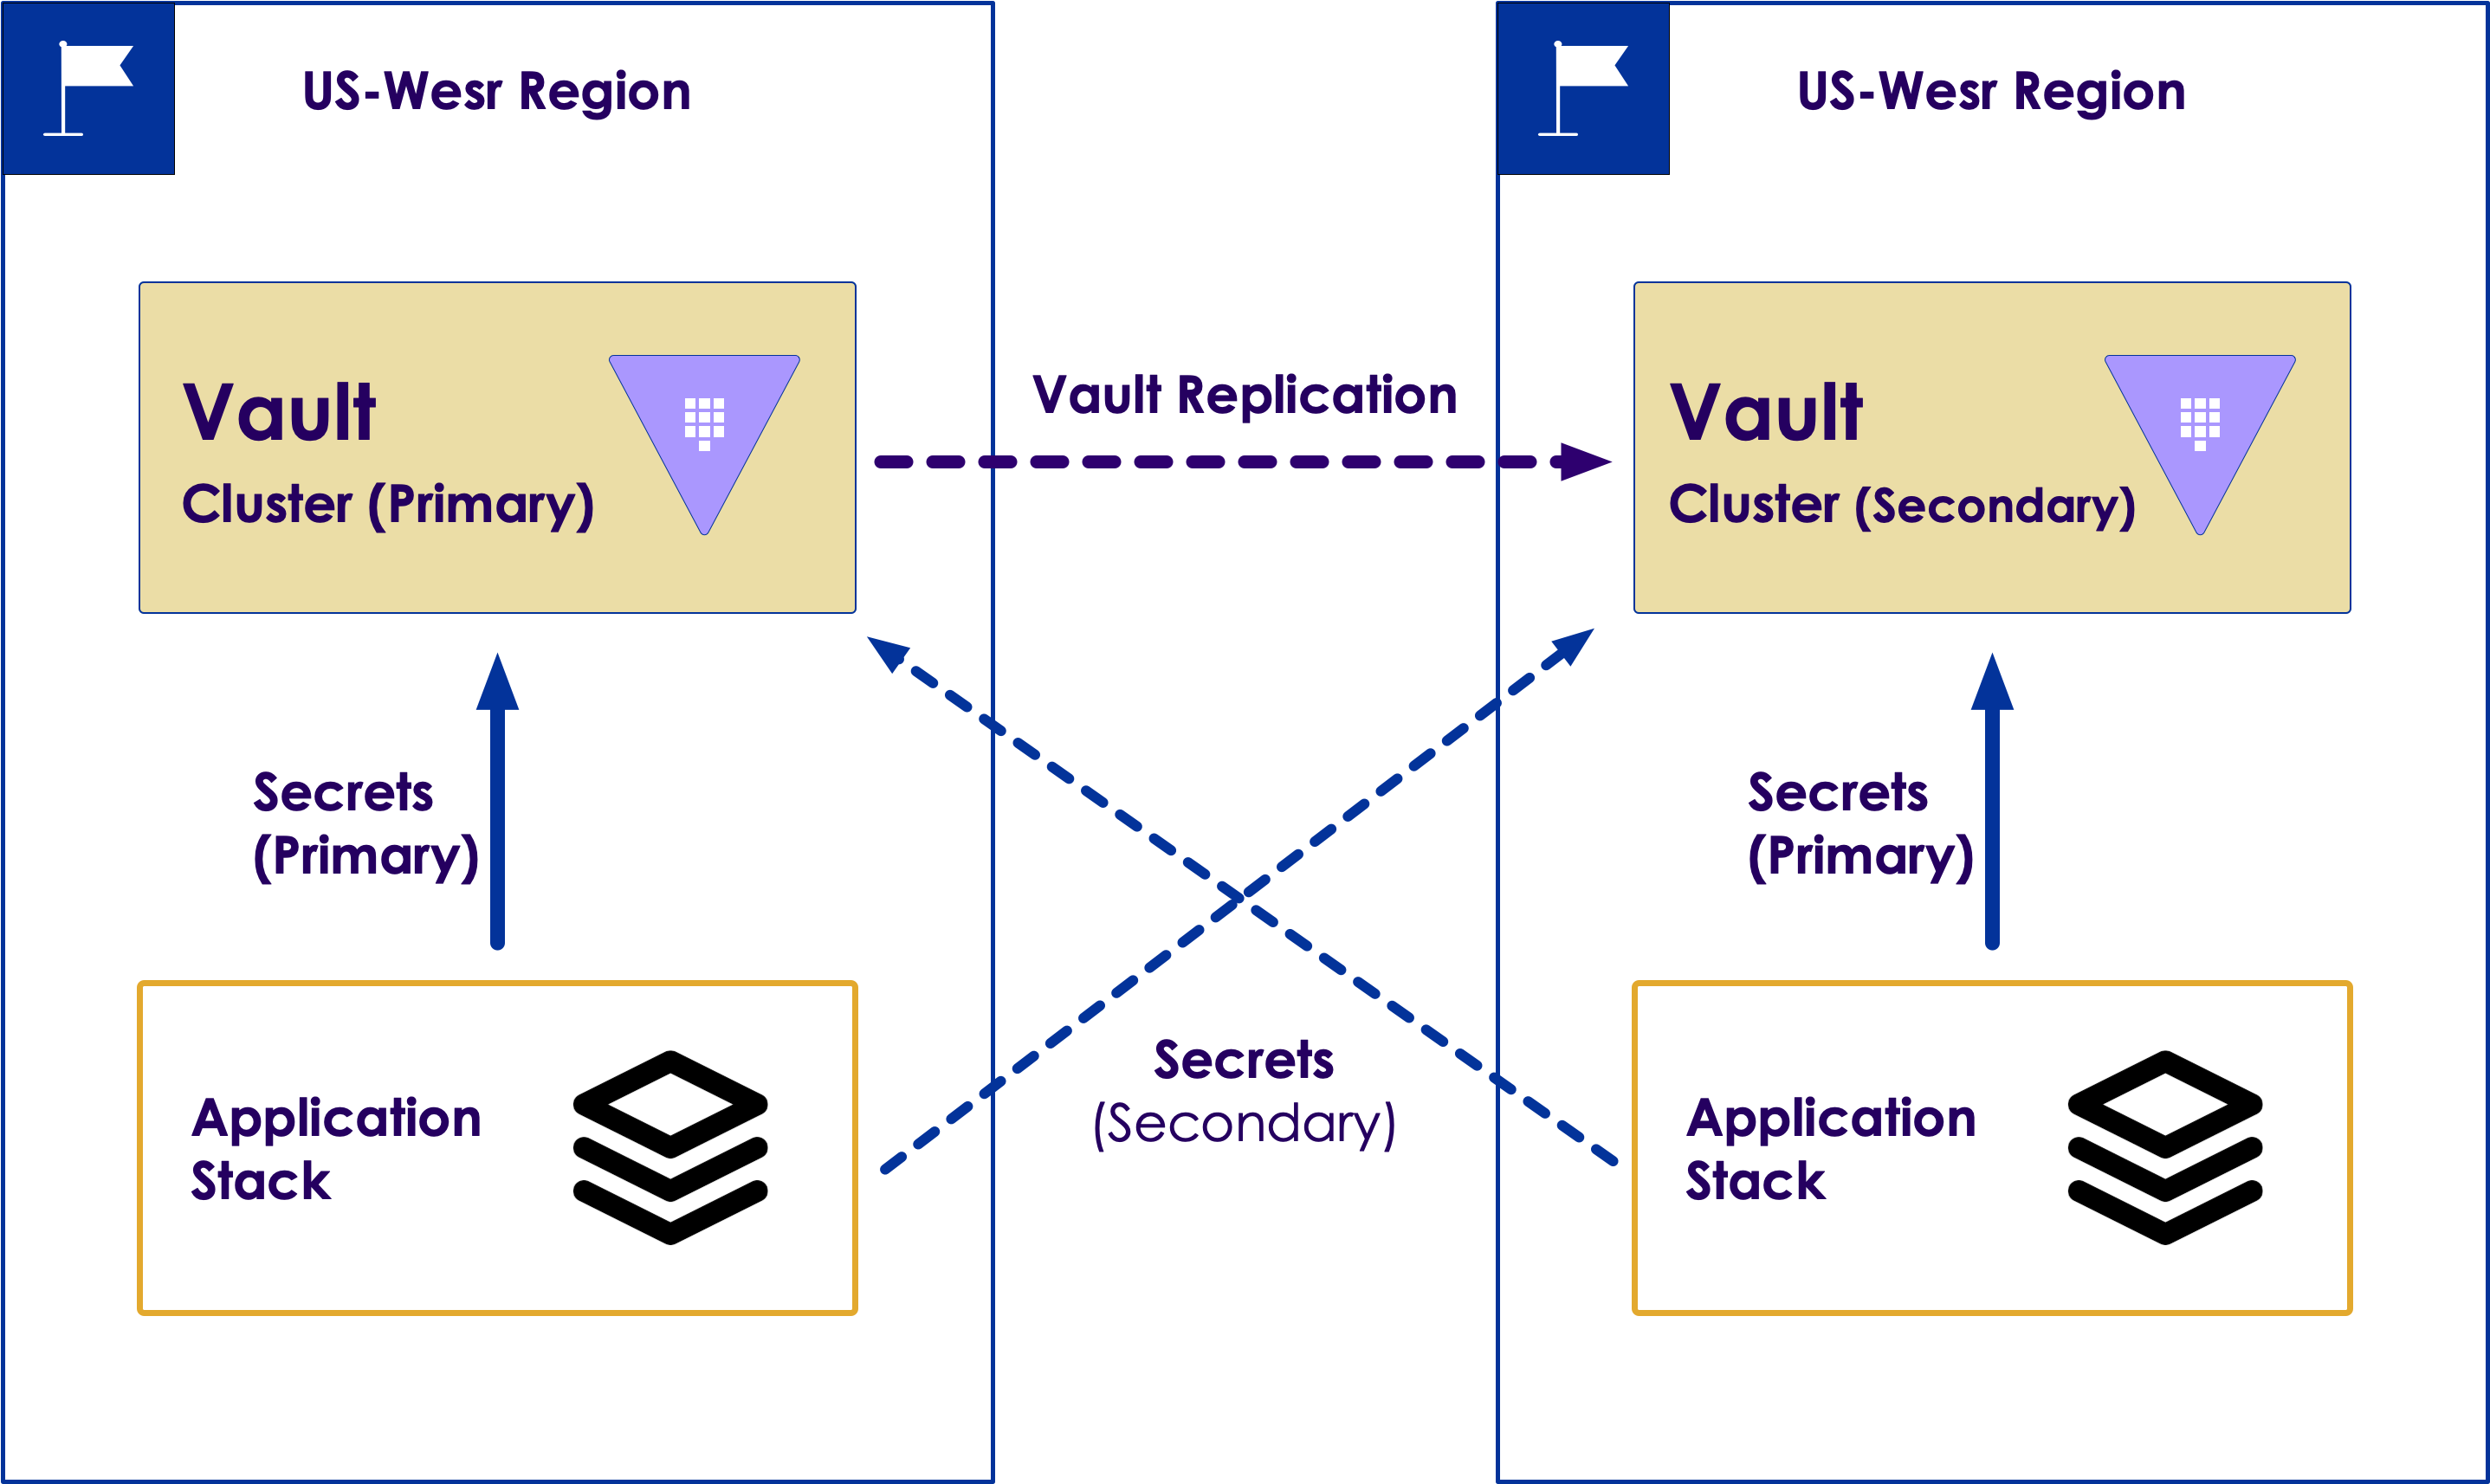 US-Wesr Region
US-Wesr Region
Vault
Cluster (Primary)
Vault Replication
Vault
Cluster (Secondary)
Secrets
(Primary)
Secrets
(Primary)
Secrets
(Secondary)
Application
Stack
Application
Stack